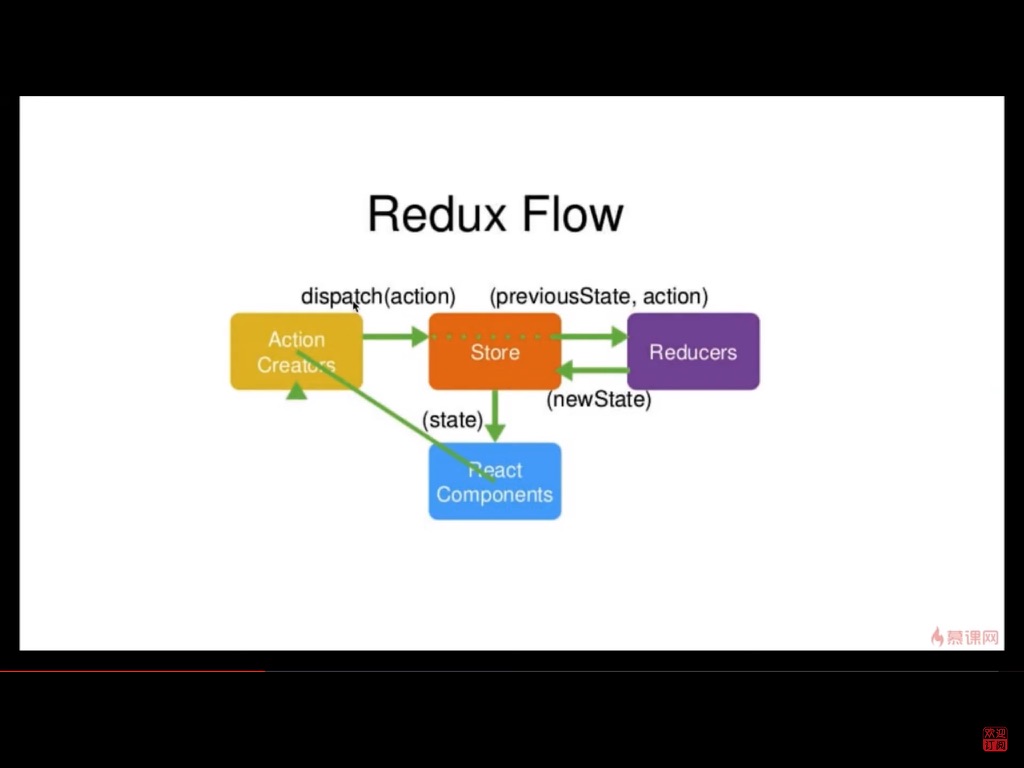 Redux Flow
dispatch(action)
(previousState, action)
Action
Creators
Store
Reducers
(newState)
(state)
React
Components
慕课网
欢迎
订阅